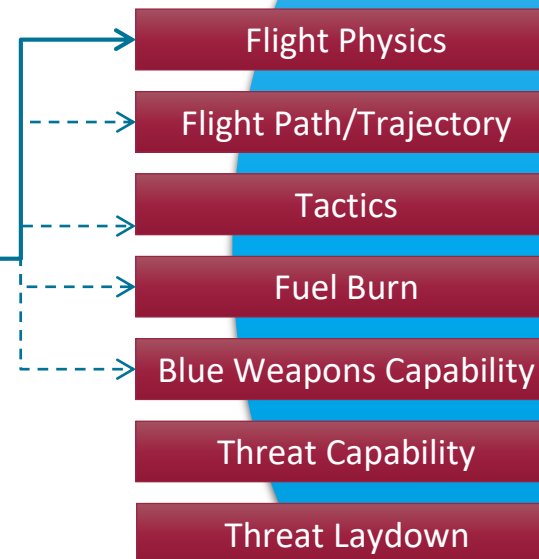 Flight Physics
Flight Path/Trajectory
Tactics
Fuel Burn
Blue Weapons Capability
Threat Capability
Threat Laydown